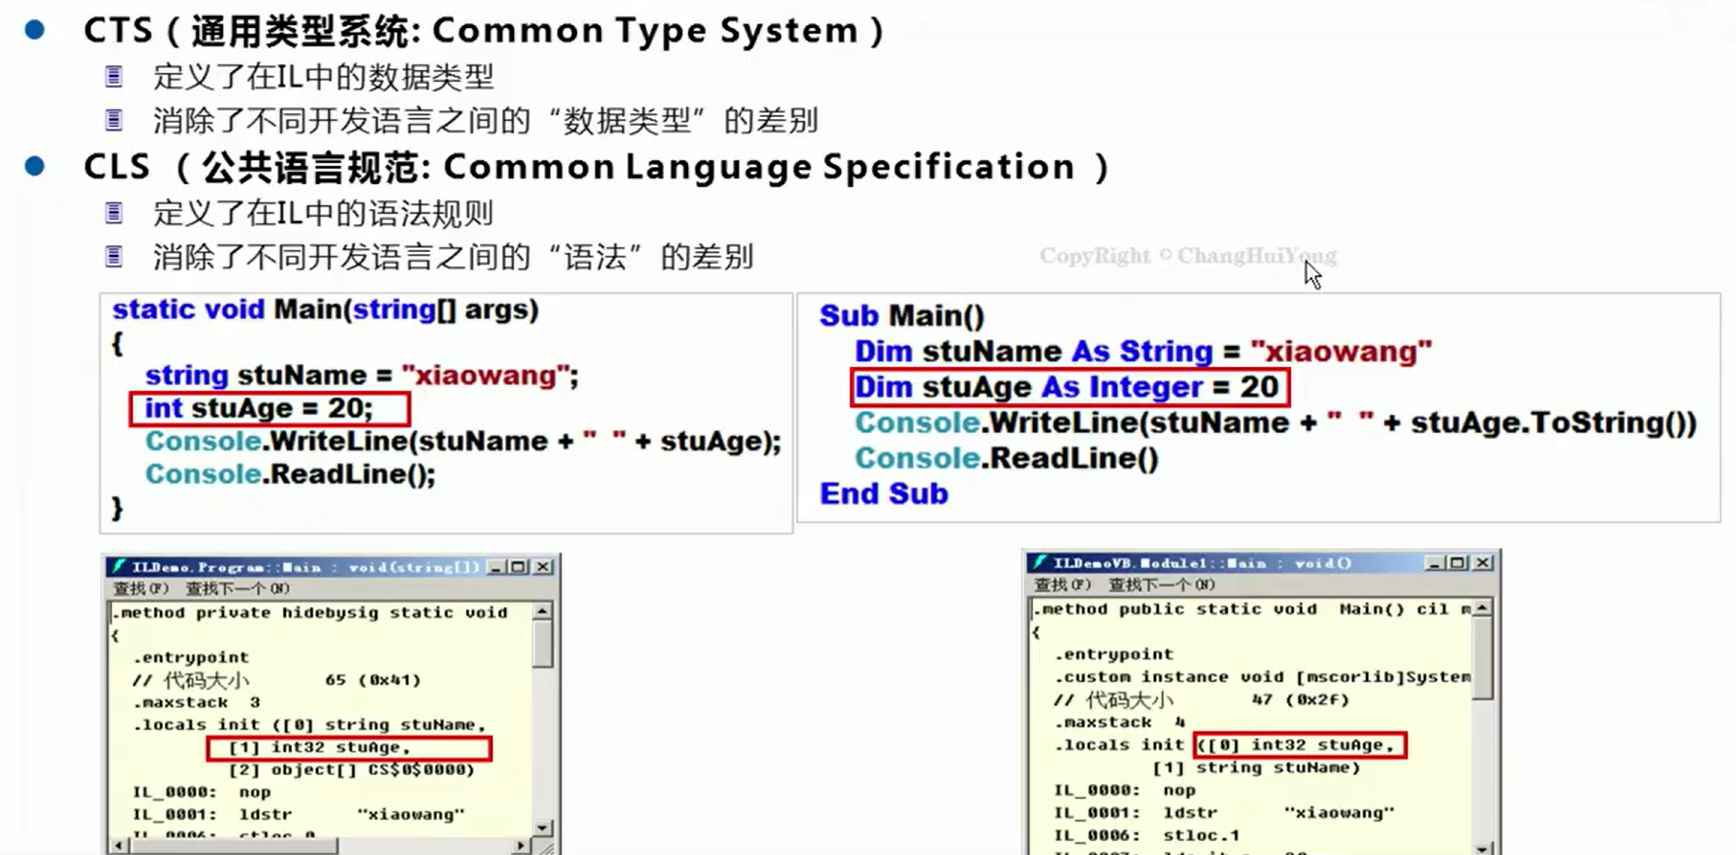 CTS ( 通用类型系统: Common Type System )
定义了在IL中的数据类型
消除了不同开发语言之间的“数据类型”的差别
CLS ( 公共语言规范: Common Language Specification )
定义了在IL中的语法规则
消除了不同开发语言之间的“语法”的差别
CopyRight © ChangHuiYong
static void Main(string[] args)
{
string stuName = "xiaowang";
int stuAge = 20;
Console.WriteLine(stuName + "  " + stuAge);
Console.ReadLine();
}
Sub Main()
Dim stuName As String = "xiaowang"
Dim stuAge As Integer = 20
Console.WriteLine(stuName + "  " + stuAge.ToString())
Console.ReadLine()
End Sub
ILDemo.Program::Main : void(string[])
查找(F) 查找下一个(N)
.method private hidebysig static void
{
.entrypoint
// 代码大小 65 (0x41)
.maxstack 3
.locals init ([0] string stuName,
[1] int32 stuAge,
[2] object[] CS$0$0000)
IL_0000: nop
IL_0001: ldstr "xiaowang"
IL_0006: stloc.0
ILDemoVB.Module1::Main : void()
查找(F) 查找下一个(N)
.method public static void Main() cil m
{
.entrypoint
.custom instance void [mscorlib]System
// 代码大小 47 (0x2f)
.maxstack 4
.locals init ([0] int32 stuAge,
[1] string stuName)
IL_0000: nop
IL_0001: ldstr "xiaowang"
IL_0006: stloc.1